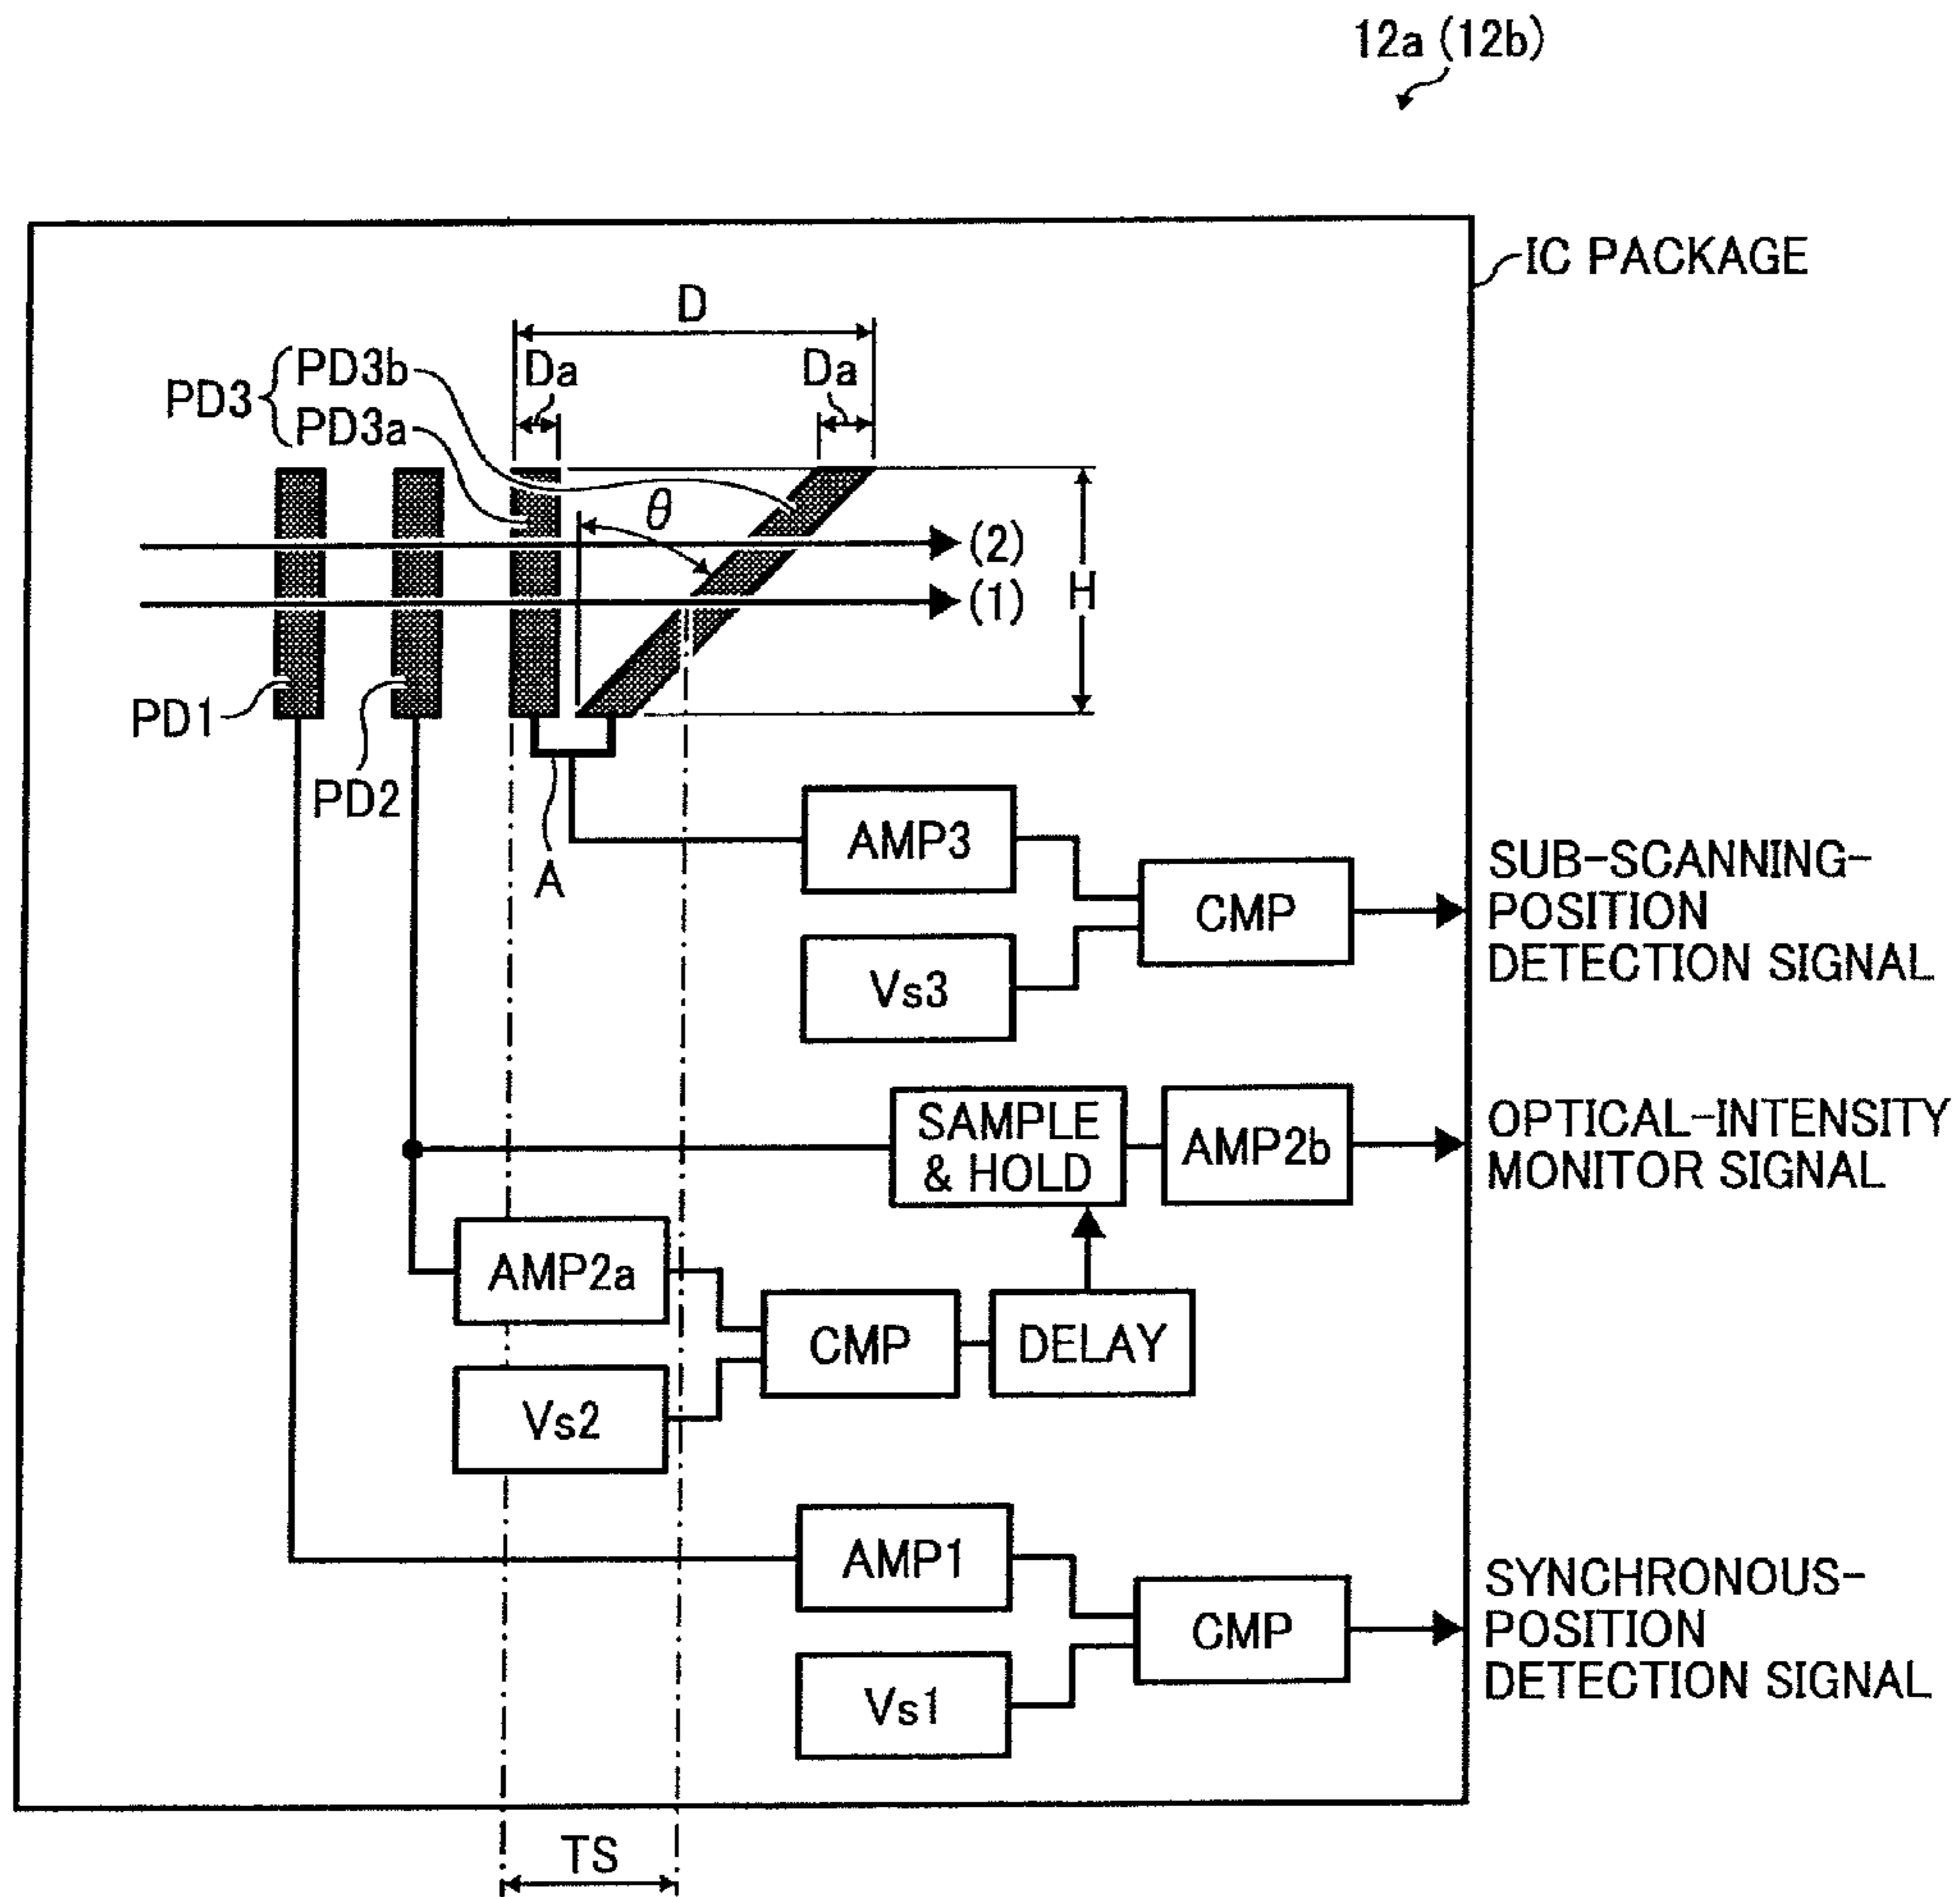 12a (12b)
IC PACKAGE
D
Da
Da
PD3
PD3b
PD3a
θ
(2)
(1)
H
PD1
PD2
A
AMP3
CMP
Vs3
SUB-SCANNING-
POSITION
DETECTION SIGNAL
SAMPLE
& HOLD
AMP2b
OPTICAL-INTENSITY
MONITOR SIGNAL
AMP2a
CMP
DELAY
Vs2
AMP1
CMP
Vs1
SYNCHRONOUS-
POSITION
DETECTION SIGNAL
TS